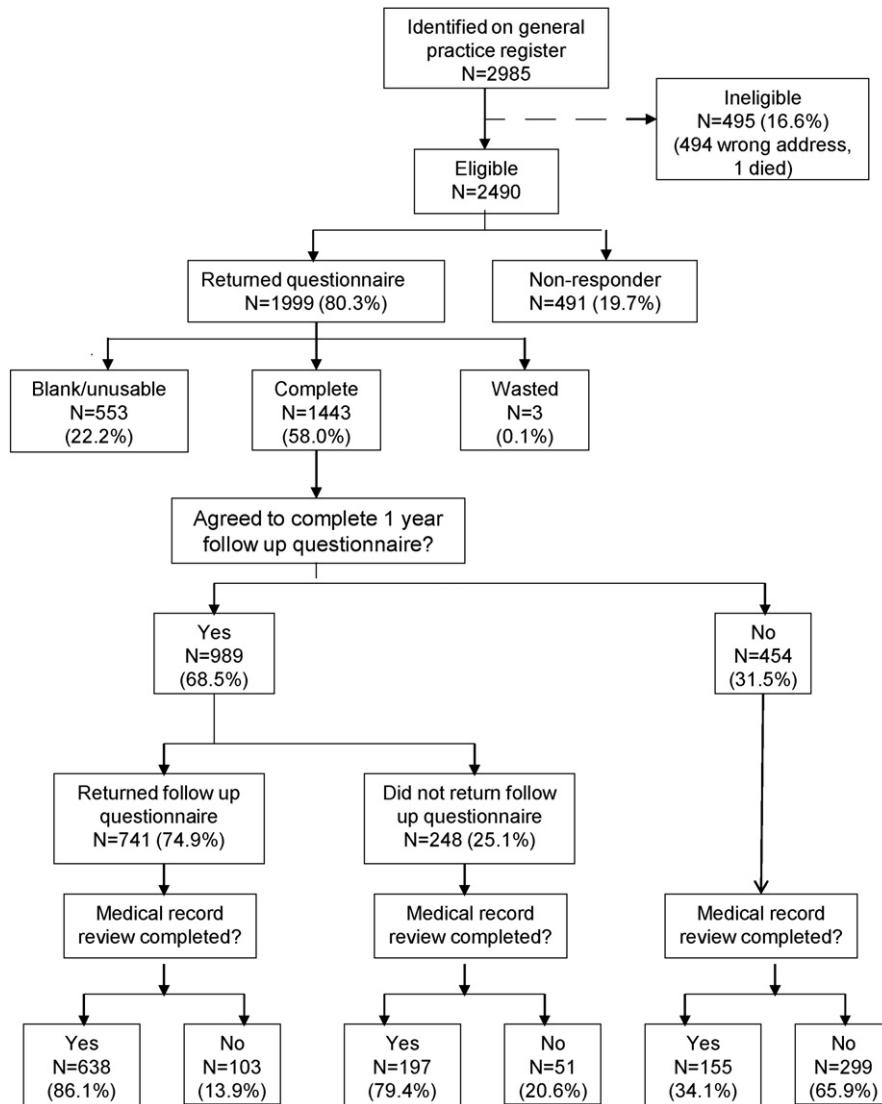 Identified on general
practice register
N=2985
Ineligible
N=495 (16.6%)
(494 wrong address,
1 died)
Eligible
N=2490
Returned questionnaire
N=1999 (80.3%)
Non-responder
N=491 (19.7%)
Blank/unusable
N=553
(22.2%)
Complete
N=1443
(58.0%)
Wasted
N=3
(0.1%)
Agreed to complete 1 year
follow up questionnaire?
Yes
N=989
(68.5%)
No
N=454
(31.5%)
Returned follow up
questionnaire
N=741 (74.9%)
Did not return follow
up questionnaire
N=248 (25.1%)
Medical record
review completed?
Medical record
review completed?
Medical record
review completed?
Yes
N=638
(86.1%)
No
N=103
(13.9%)
Yes
N=197
(79.4%)
No
N=51
(20.6%)
Yes
N=155
(34.1%)
No
N=299
(65.9%)